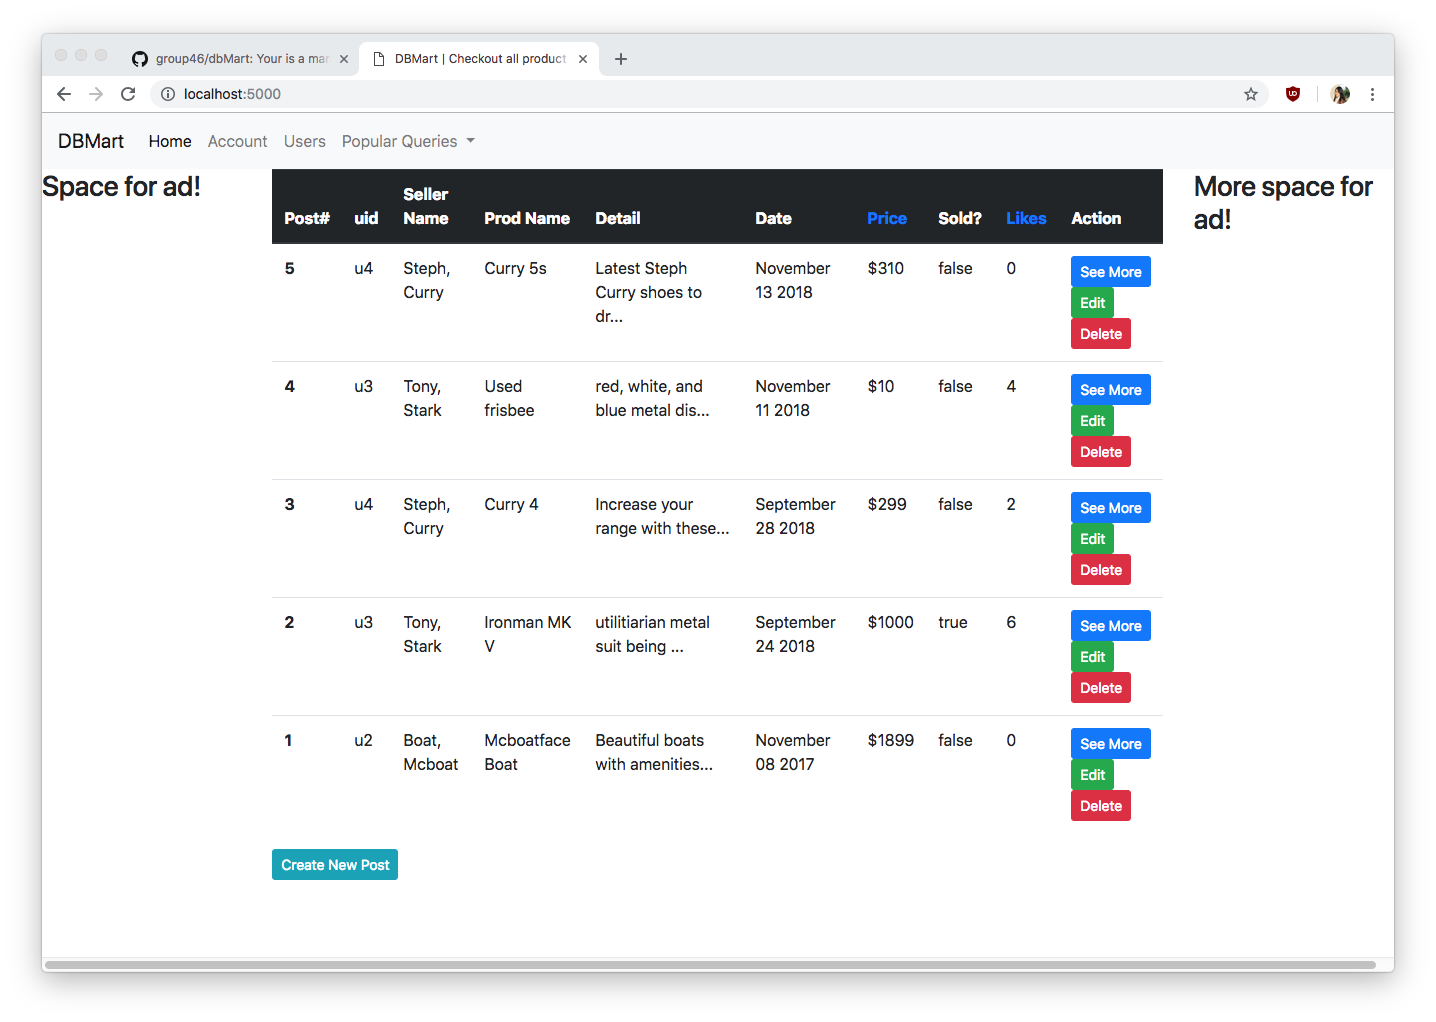 group46/dbMart: Your is a mar
DBMart | Checkout all product
localhost:5000
DBMart Home Account Users Popular Queries
Space for ad!
More space for
ad!
Post# uid Seller Name Prod Name Detail Date Price Sold? Likes Action
5 u4 Steph, Curry 5s Latest Steph November $310 false 0 See More
Curry Curry shoes to 13 2018 Edit
dr... Delete
4 u3 Tony, Used red, white, and November $10 false 4 See More
Stark frisbee blue metal dis... 11 2018 Edit
Delete
3 u4 Steph, Curry 4 Increase your September $299 false 2 See More
Curry range with these... 28 2018 Edit
Delete
2 u3 Tony, Ironman MK utilitiarian metal September $1000 true 6 See More
Stark V suit being ... 24 2018 Edit
Delete
1 u2 Boat, Mcboatface Beautiful boats November $1899 false 0 See More
Mcboat Boat with amenities... 08 2017 Edit
Delete
Create New Post